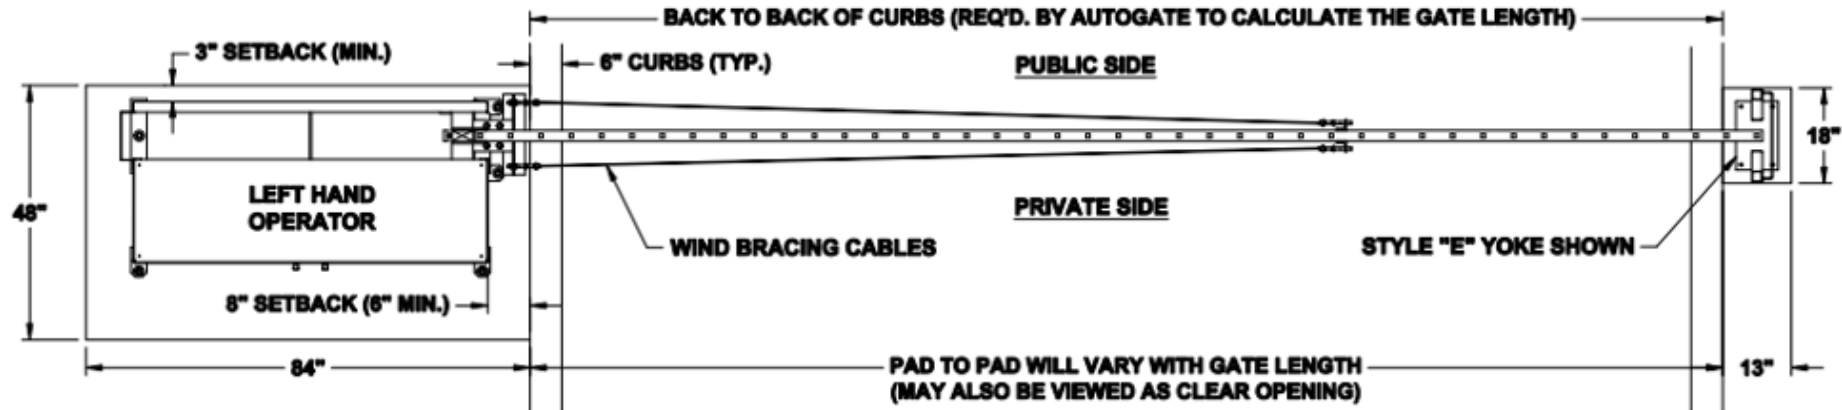 BACK TO BACK OF CURBS (REQ'D. BY AUTOGATE TO CALCULATE THE GATE LENGTH)
3" SETBACK (MIN.)
6" CURBS (TYP.)
PUBLIC SIDE
18"
LEFT HAND
OPERATOR
48"
PRIVATE SIDE
WIND BRACING CABLES
STYLE "E" YOKE SHOWN
8" SETBACK (6" MIN.)
84"
PAD TO PAD WILL VARY WITH GATE LENGTH
(MAY ALSO BE VIEWED AS CLEAR OPENING)
13"